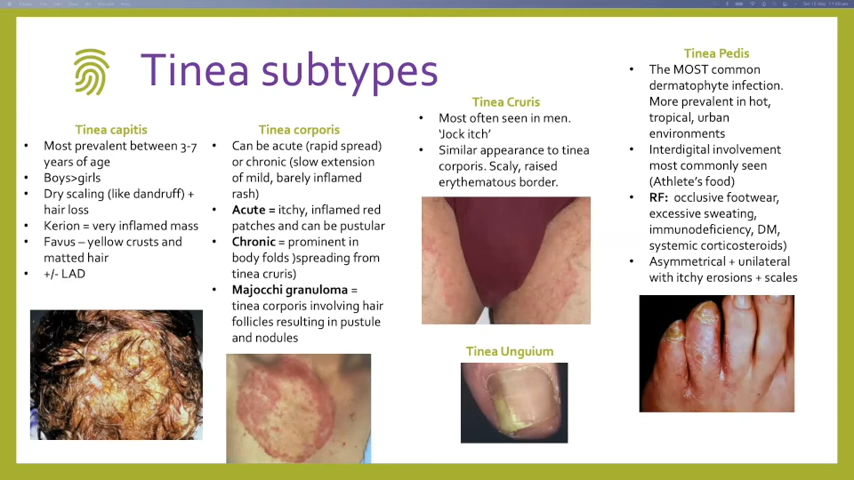 Tinea subtypes
Tinea capitis
• Most prevalent between 3-7
years of age
• Boys>girls
• Dry scaling (like dandruff) +
hair loss
• Kerion = very inflamed mass
• Favus – yellow crusts and
matted hair
• +/- LAD
Tinea corporis
• Can be acute (rapid spread)
or chronic (slow extension
of mild, barely inflamed
rash)
• Acute = itchy, inflamed red
patches and can be pustular
• Chronic = prominent in
body folds )spreading from
tinea cruris)
• Majocchi granuloma =
tinea corporis involving hair
follicles resulting in pustule
and nodules
Tinea Cruris
• Most often seen in men.
‘Jock itch’
• Similar appearance to tinea
corporis. Scaly, raised
erythematous border.
Tinea Unguium
Tinea Pedis
• The MOST common
dermatophyte infection.
More prevalent in hot,
tropical, urban
environments
• Interdigital involvement
most commonly seen
(Athlete’s food)
• RF: occlusive footwear,
excessive sweating,
immunodeficiency, DM,
systemic corticosteroids)
• Asymmetrical + unilateral
with itchy erosions + scales